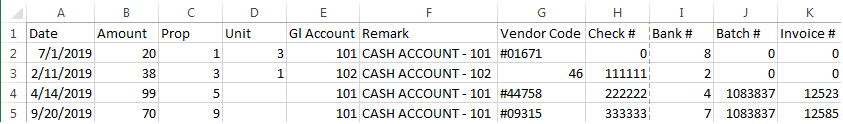 A B C D E F G H I J K
1 Date Amount Prop Unit Gl Account Remark Vendor Code Check # Bank # Batch # Invoice #
2 7/1/2019 20 1 3 101 CASH ACCOUNT - 101 #01671 0 8 0 0
3 2/11/2019 38 3 1 102 CASH ACCOUNT - 102 46 111111 2 0 0
4 4/14/2019 99 5 101 CASH ACCOUNT - 101 #44758 222222 4 1083837 12523
5 9/20/2019 70 9 101 CASH ACCOUNT - 101 #09315 333333 7 1083837 12585